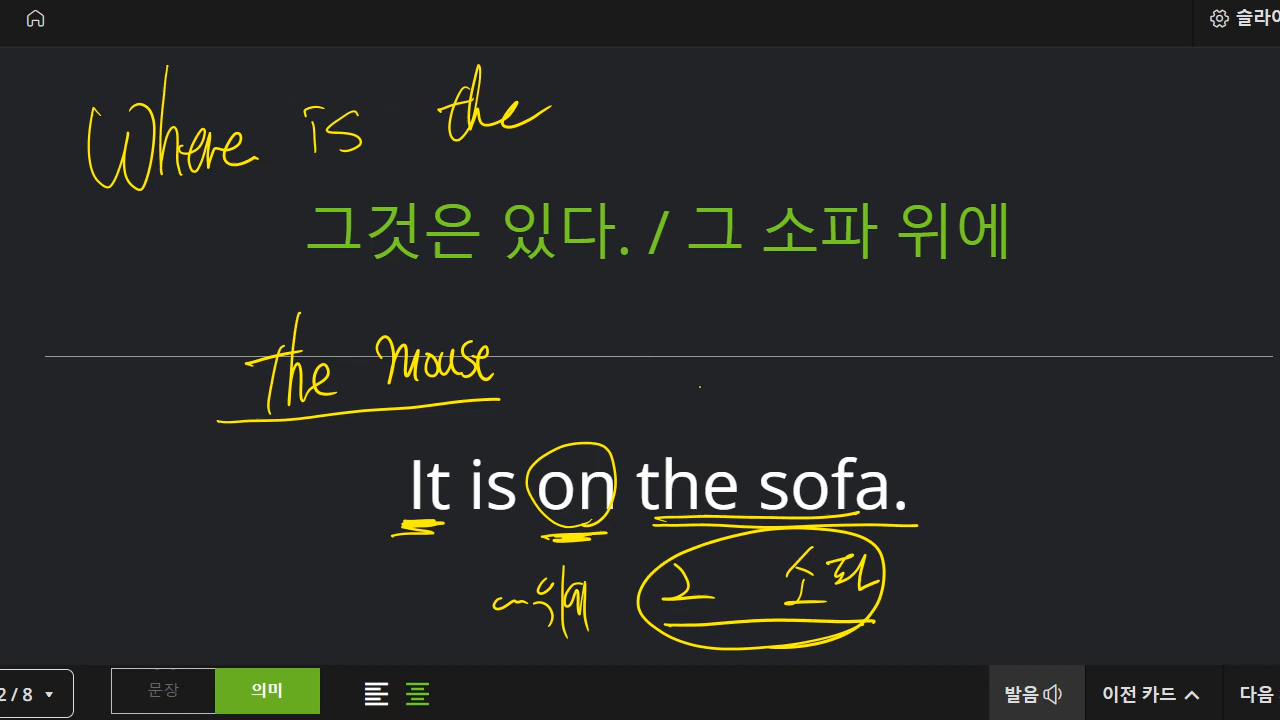 슬라이
Where is the
그것은 있다. / 그 소파 위에
the mouse
It is on the sofa.
~위에 그 소파
2 / 8 문장 의미 발음 이전 카드 다음